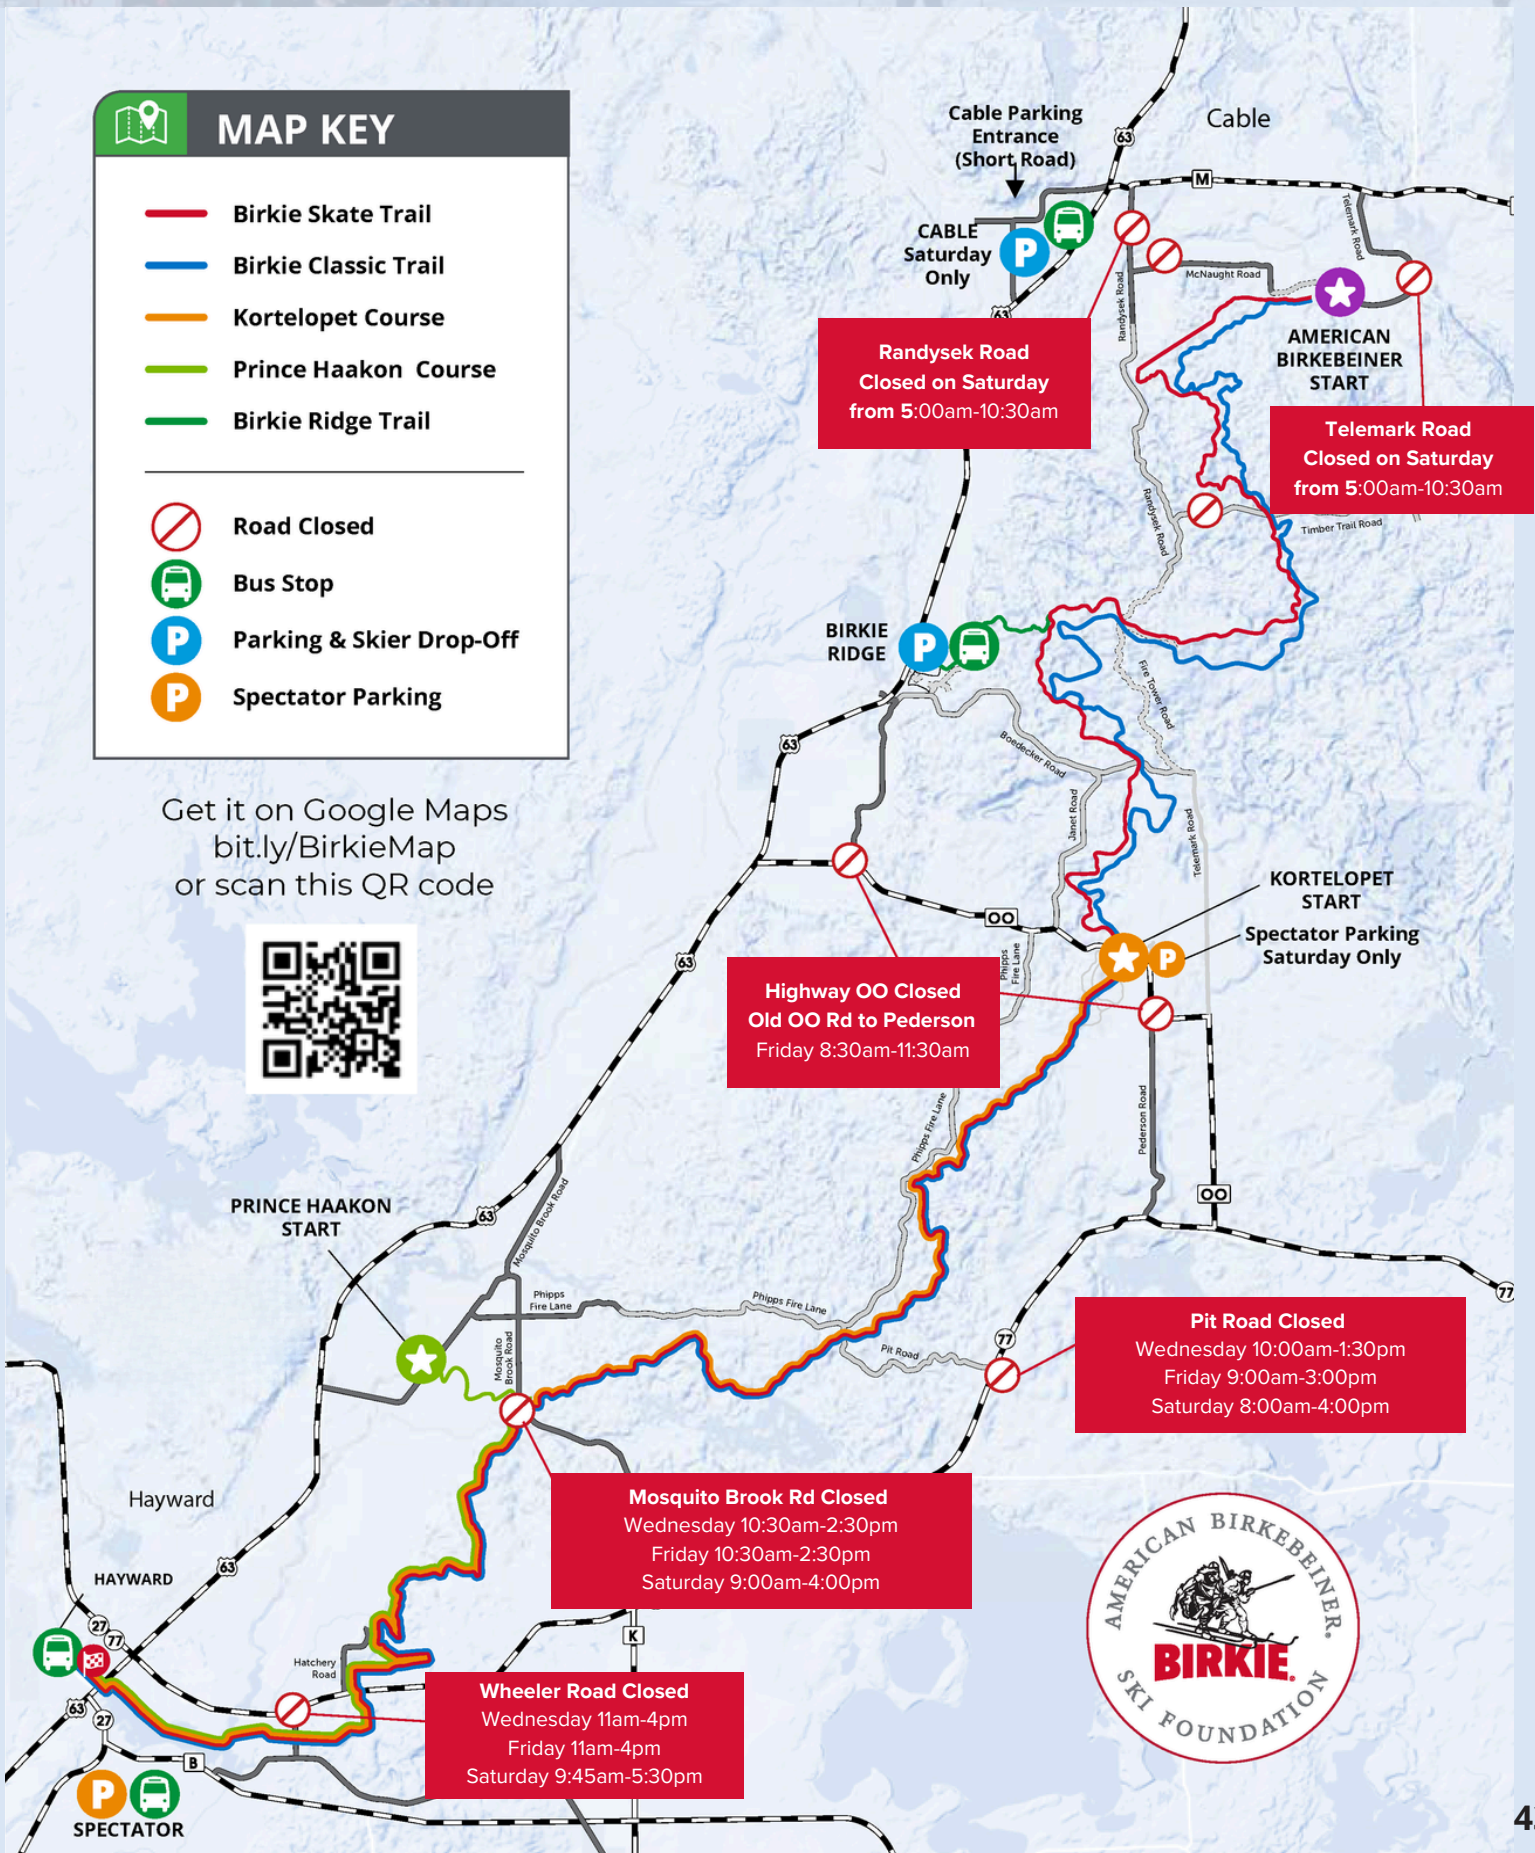 MAP KEY
Birkie Skate Trail
Birkie Classic Trail
Kortelopet Course
Prince Haakon Course
Birkie Ridge Trail
Road Closed
Bus Stop
P
Parking & Skier Drop-Off
P
Spectator Parking
Get it on Google Maps
bit.ly/BirkieMap
or scan this QR code
Cable Parking
Entrance
(Short Road)
63
Cable
M
CABLE
Saturday
Only
P
63
Telemark Road
McNaught Road
Randysek Road
AMERICAN
BIRKEBEINER
START
Randysek Road
Closed on Saturday
from 5:00am-10:30am
Telemark Road
Closed on Saturday
from 5:00am-10:30am
Randysek Road
Timber Trail Road
BIRKIE
RIDGE
P
Fire Tower Road
63
Boedecker Road
Janet Road
Telemark Road
OO
KORTELOPET
START
P
Spectator Parking
Saturday Only
63
Phipps
Fire Lane
Highway OO Closed
Old OO Rd to Pederson
Friday 8:30am-11:30am
Phipps Fire Lane
Pederson Road
OO
PRINCE HAAKON
START
63
Mosquito Brook Road
Phipps
Fire Lane
Phipps Fire Lane
Mosquito
Brook Road
Pit Road
77
77
Pit Road Closed
Wednesday 10:00am-1:30pm
Friday 9:00am-3:00pm
Saturday 8:00am-4:00pm
Mosquito Brook Rd Closed
Wednesday 10:30am-2:30pm
Friday 10:30am-2:30pm
Saturday 9:00am-4:00pm
Hayward
63
HAYWARD
27
77
K
Hatchery
Road
Wheeler Road Closed
Wednesday 11am-4pm
Friday 11am-4pm
Saturday 9:45am-5:30pm
63
27
B
P
SPECTATOR
AMERICAN BIRKEBEINER®
BIRKIE®
SKI FOUNDATION